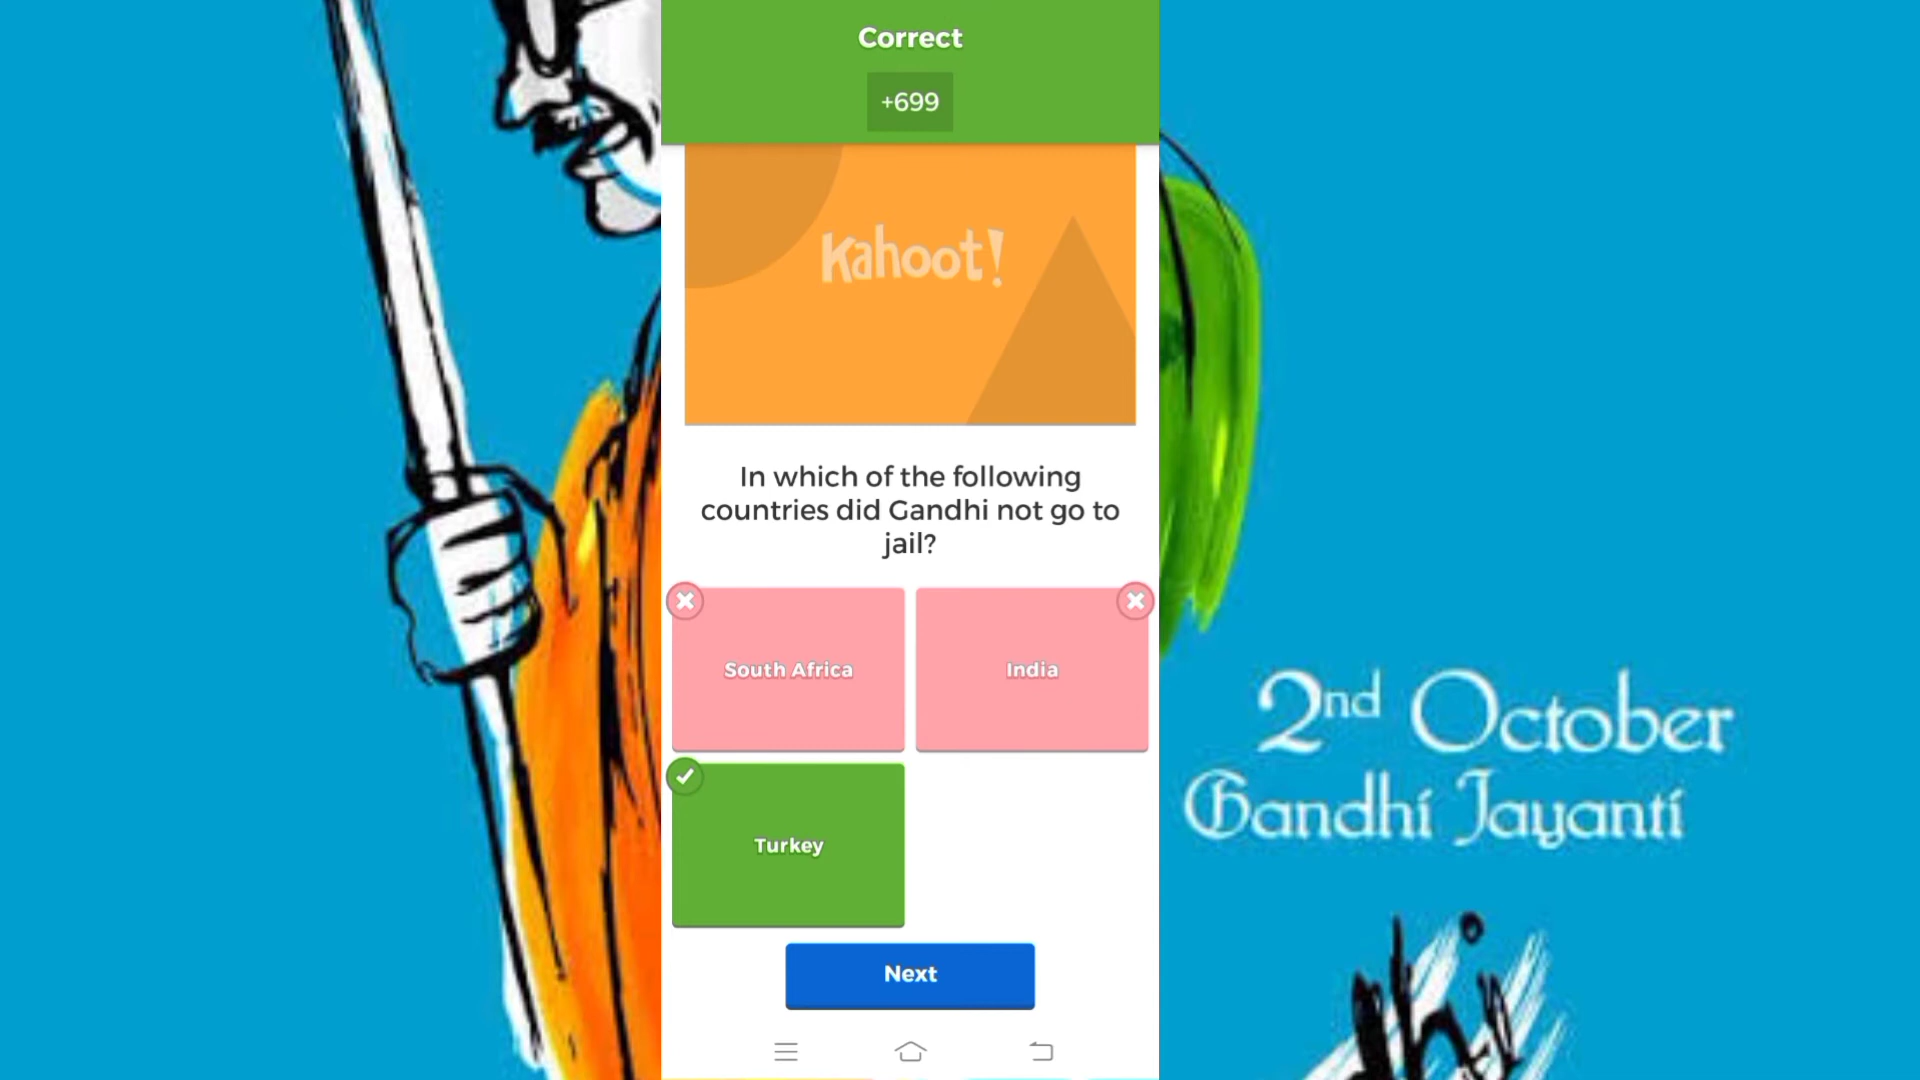 Correct
+699
Kahoot!
In which of the following
countries did Gandhi not go to
jail?
South Africa
India
Turkey
Next
2nd October
Gandhi Jayanti